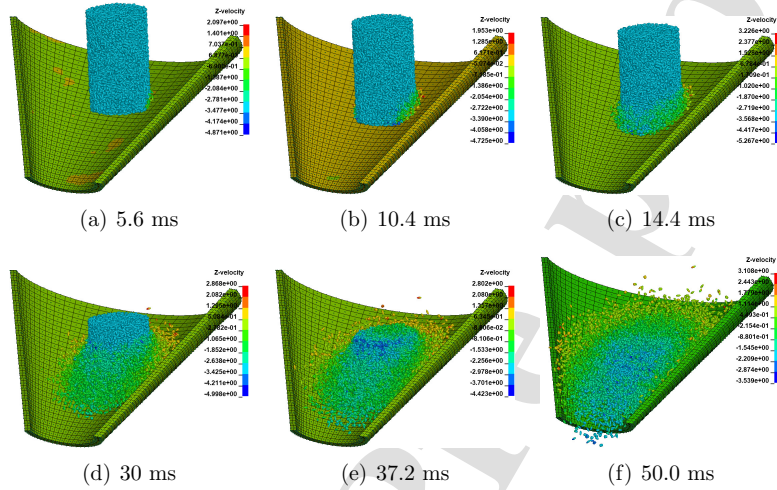 Z-velocity
2.097e+00
1.401e+00
7.037e-01
-2.084e+00
-2.781e+00
-3.477e+00
-4.174e+00
-4.871e+00
(a) 5.6 ms
Z-velocity
1.953e+00
1.285e+00
-1.386e+00
-2.054e+00
-2.722e+00
-3.390e+00
-4.058e+00
-4.725e+00
(b) 10.4 ms
Z-velocity
3.226e+00
2.377e+00
-1.020e+00
-1.870e+00
-2.719e+00
-3.568e+00
-4.417e+00
-5.267e+00
(c) 14.4 ms
Z-velocity
2.868e+00
2.082e+00
-1.065e+00
-1.852e+00
-2.638e+00
-3.425e+00
-4.211e+00
-4.998e+00
(d) 30 ms
Z-velocity
2.802e+00
2.080e+00
-8.106e-01
-1.533e+00
-2.256e+00
-2.978e+00
-3.701e+00
-4.423e+00
(e) 37.2 ms
Z-velocity
3.108e+00
2.443e+00
-2.154e-01
-8.801e-01
-1.545e+00
-2.209e+00
-2.874e+00
-3.539e+00
(f) 50.0 ms